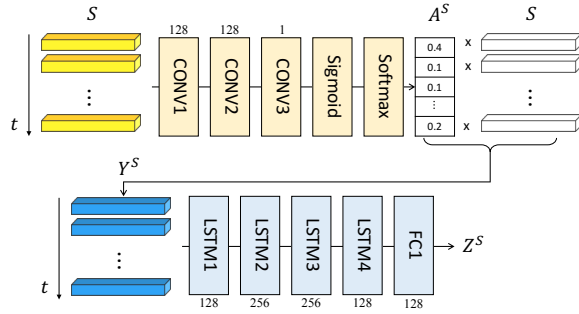 S
A^S
S
128
128
1
CONV1
CONV2
CONV3
Sigmoid
Softmax
0.4
x
0.1
x
0.1
⋮
0.2
x
...
...
t
Y^S
LSTM1
LSTM2
LSTM3
LSTM4
FC1
Z^S
...
t
128
256
256
128
128